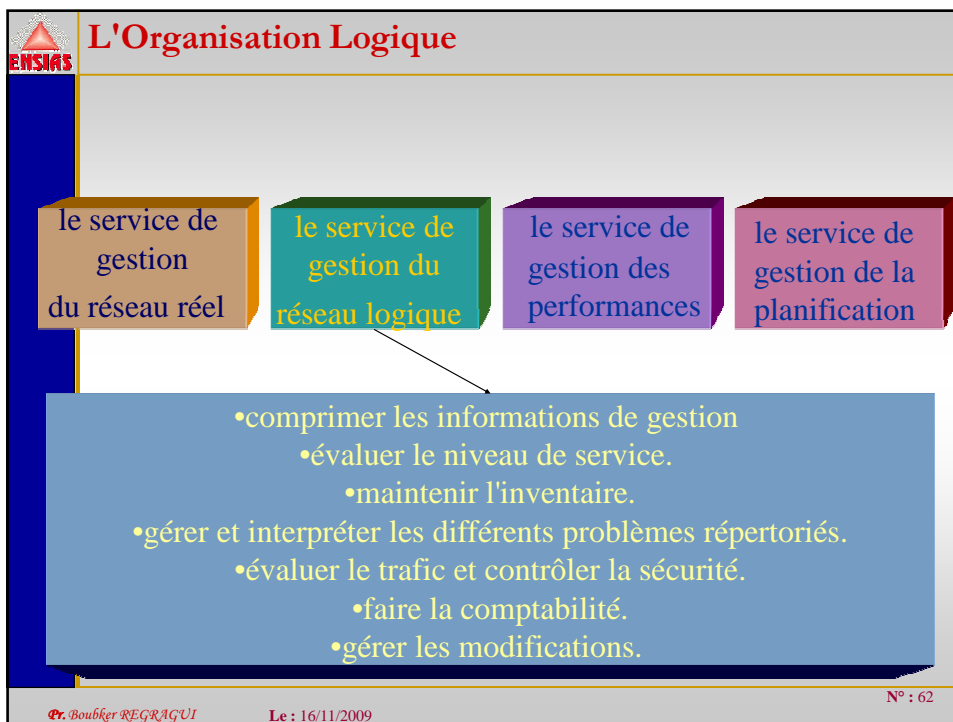 L'Organisation Logique
ENSIAS
le service de
gestion
du réseau réel
le service de
gestion du
réseau logique
le service de
gestion des
performances
le service de
gestion de la
planification
•comprimer les informations de gestion
•évaluer le niveau de service.
•maintenir l'inventaire.
•gérer et interpréter les différents problèmes répertoriés.
•évaluer le trafic et contrôler la sécurité.
•faire la comptabilité.
•gérer les modifications.
Pr. Boubker REGRAGUI
Le : 16/11/2009
N° : 62